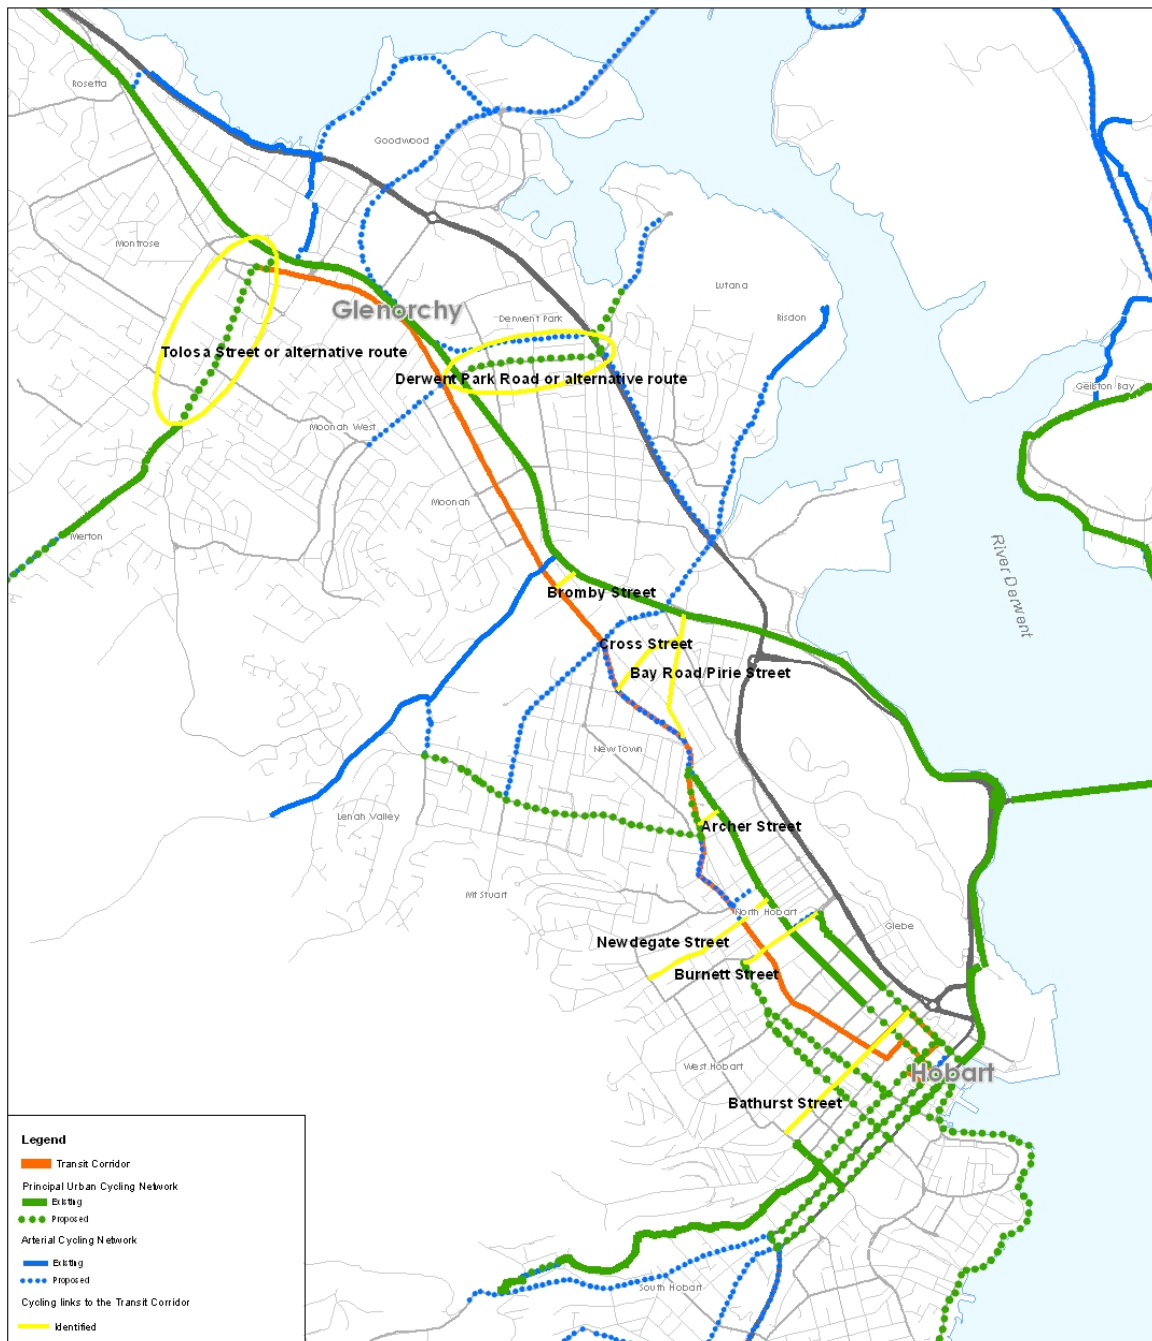 Rosetta
Goodwood
Montrose
Lutana
Glenorchy
Derwent Park
Risdon
Tolosa Street or alternative route
Derwent Park Road or alternative route
Geilston Bay
Moonah West
Moonah
Merton
River Derwent
Bromby Street
Cross Street
Bay Road/Pirie Street
New Town
Lenah Valley
Archer Street
Mt Stuart
North Hobart
Glebe
Newdegate Street
Burnett Street
West Hobart
Hobart
Bathurst Street
South Hobart
Legend
Transit Corridor
Principal Urban Cycling Network
Existing
Proposed
Arterial Cycling Network
Existing
Proposed
Cycling links to the Transit Corridor
Identified